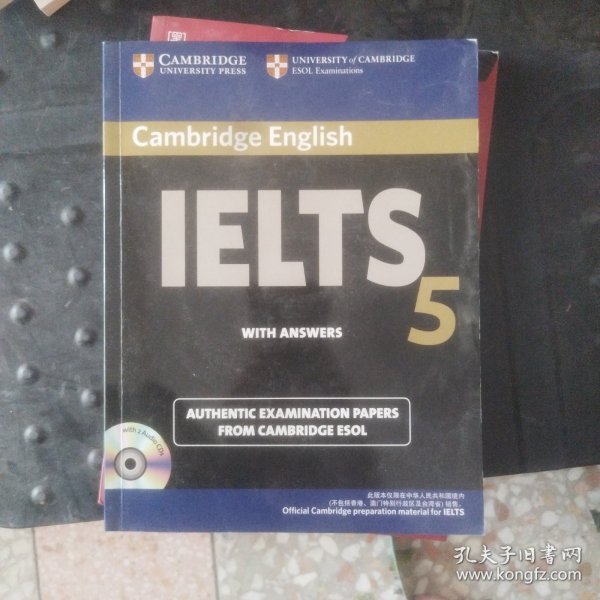 CAMBRIDGE
UNIVERSITY PRESS
UNIVERSITY of CAMBRIDGE
ESOL Examinations
Cambridge English
IELTS
5
WITH ANSWERS
AUTHENTIC EXAMINATION PAPERS
FROM CAMBRIDGE ESOL
with 2 Audio CDs
此版本仅限在中华人民共和国境内
(不包括香港、澳门特别行政区及台湾省)销售。
Official Cambridge preparation material for IELTS
孔夫子旧书网
www.kongfz.com